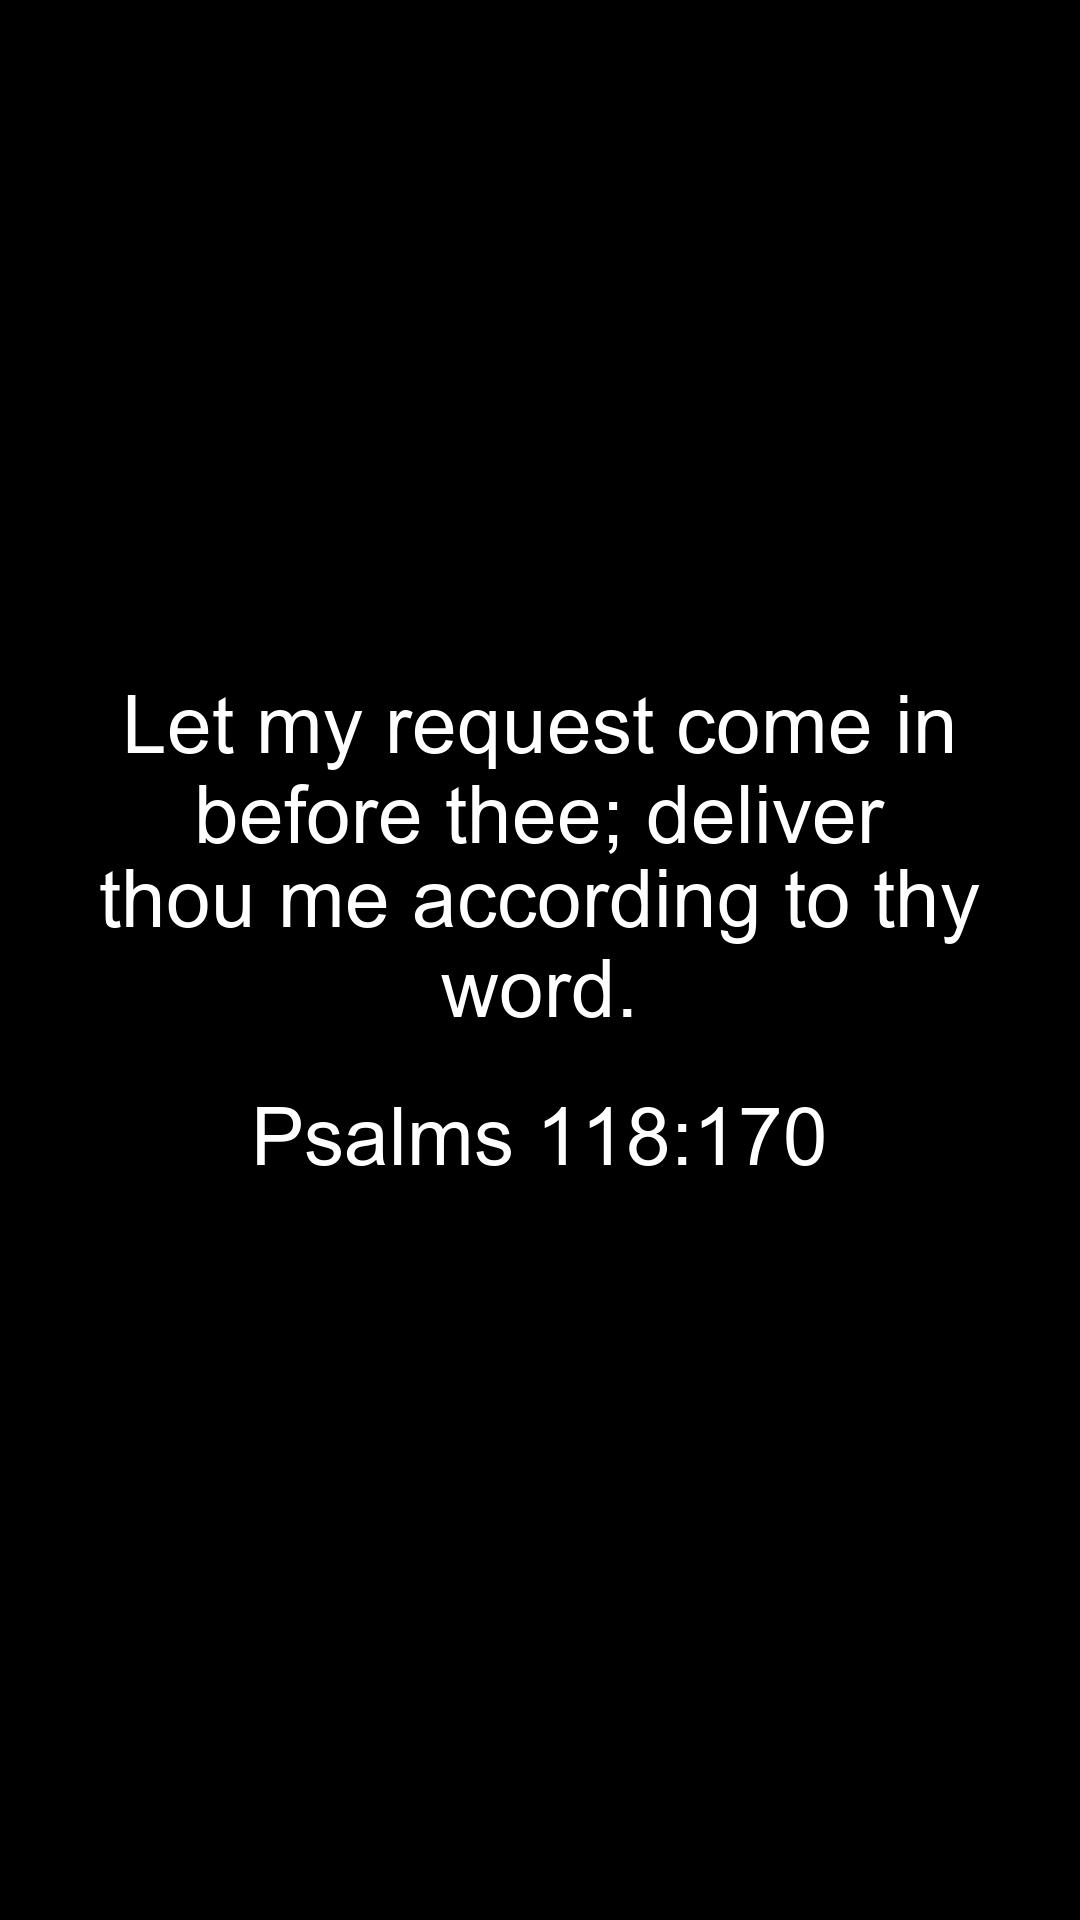 Let my request come in
before thee; deliver
thou me according to thy
word.
Psalms 118:170